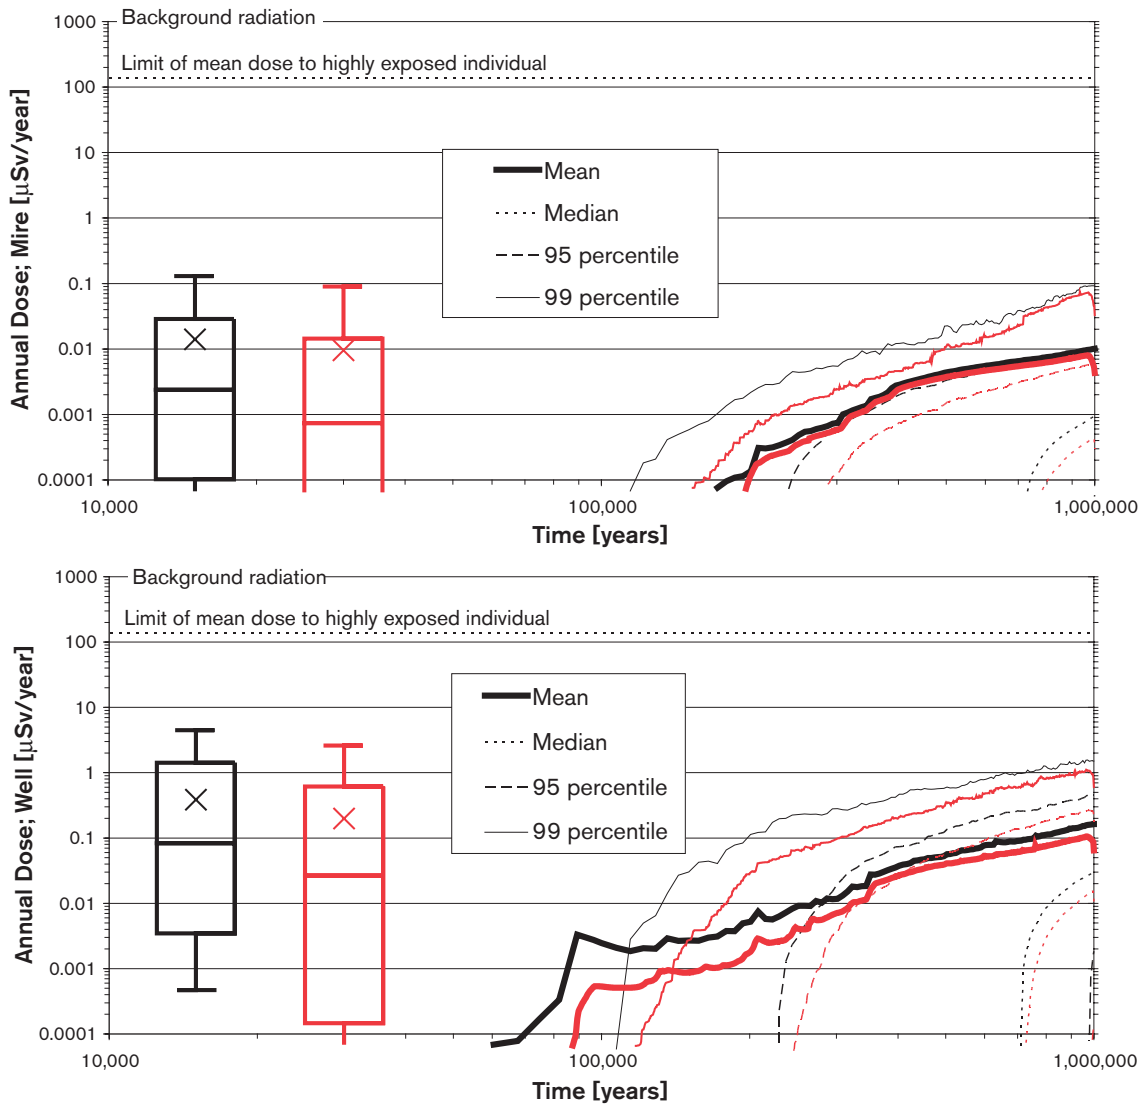 1000
Background radiation
Limit of mean dose to highly exposed individual
100
10
1
0.1
0.01
0.001
0.0001
Annual Dose; Mire [μSv/year]
Mean
Median
95 percentile
99 percentile
10,000
100,000
1,000,000
Time [years]
1000
Background radiation
Limit of mean dose to highly exposed individual
100
10
1
0.1
0.01
0.001
0.0001
Annual Dose; Well [μSv/year]
Mean
Median
95 percentile
99 percentile
10,000
100,000
1,000,000
Time [years]